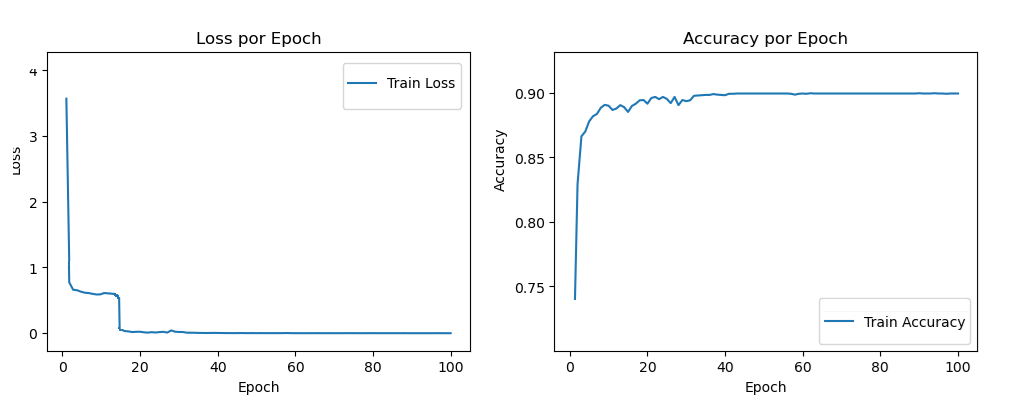 Loss por Epoch
4
3
2
1
0
Loss
Train Loss
0 20 40 60 80 100
Epoch
Accuracy por Epoch
0.90
0.85
0.80
0.75
Accuracy
Train Accuracy
0 20 40 60 80 100
Epoch